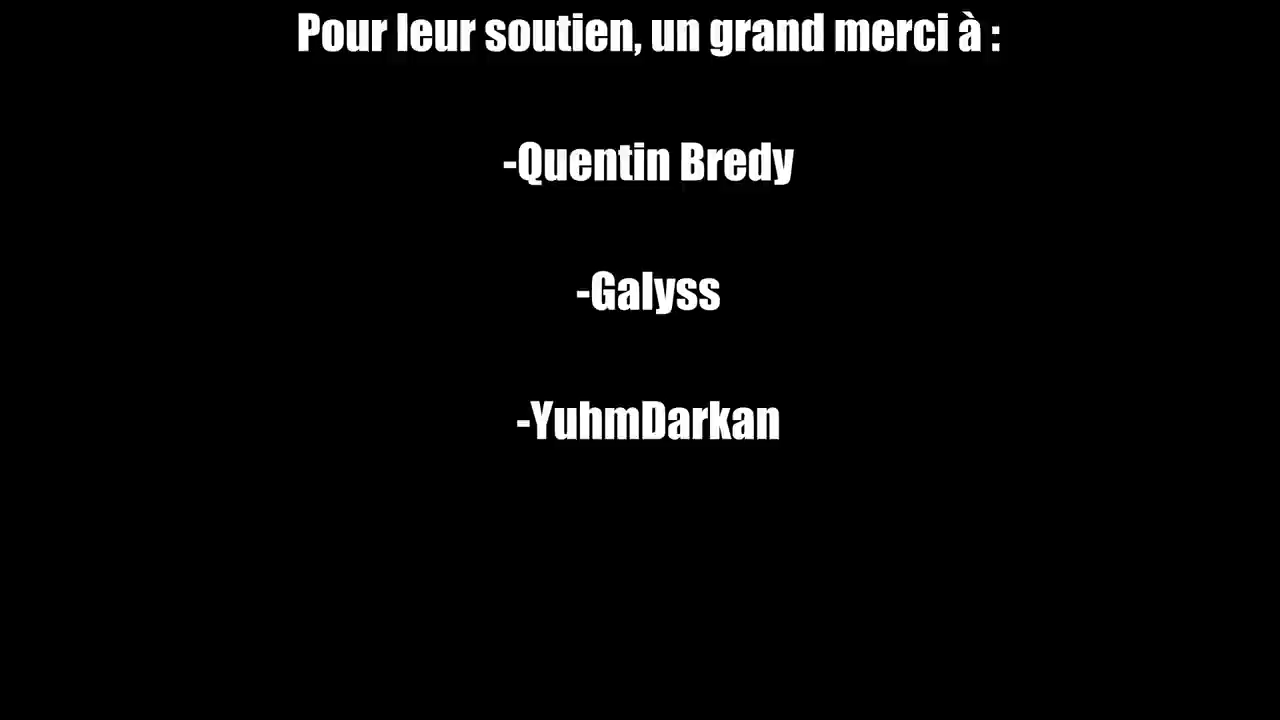 Pour leur soutien, un grand merci à :
-Quentin Bredy
-Galyss
-YuhmDarkan